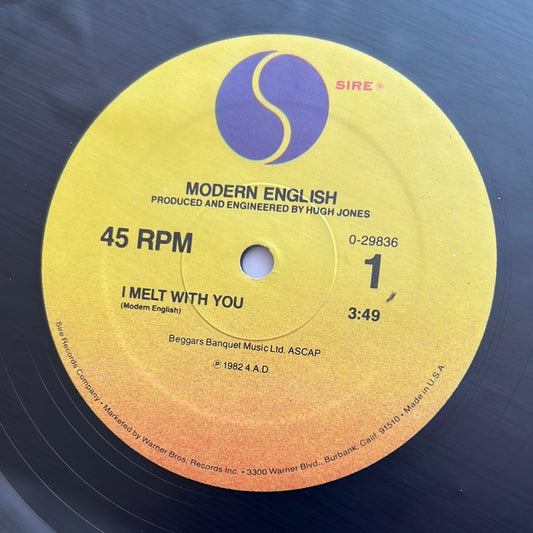 SIRE ®
MODERN ENGLISH
PRODUCED AND ENGINEERED BY HUGH JONES
45 RPM
0-29836
1
I MELT WITH YOU
(Modern English)
3:49
Beggars Banquet Music Ltd. ASCAP
℗ 1982 4.A.D.
Sire Records Company • Marketed by Warner Bros. Records Inc. • 3300 Warner Blvd., Burbank, Calif. 91510 • Made in U.S.A.